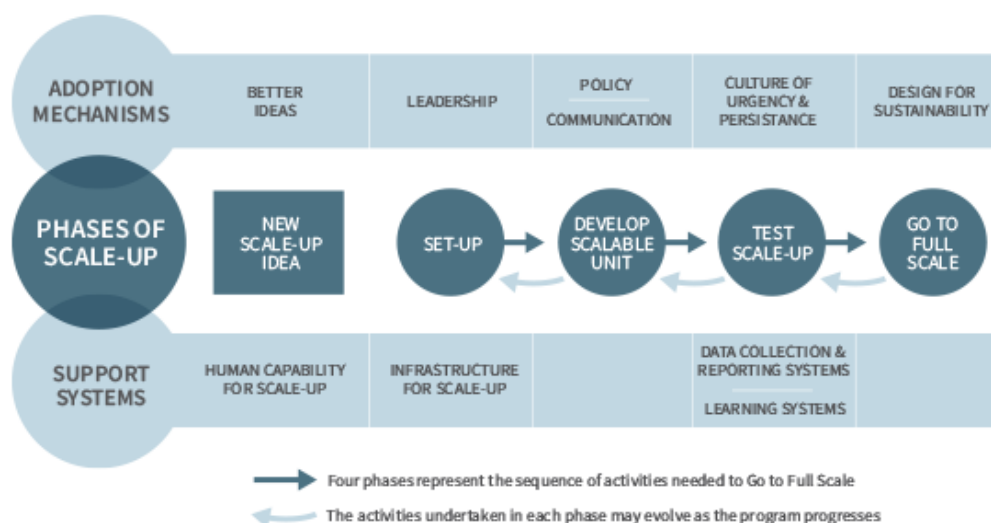 ADOPTION
MECHANISMS
BETTER
IDEAS
LEADERSHIP
POLICY
COMMUNICATION
CULTURE OF
URGENCY &
PERSISTANCE
DESIGN FOR
SUSTAINABILITY
PHASES OF
SCALE-UP
NEW
SCALE-UP
IDEA
SET-UP
DEVELOP
SCALABLE
UNIT
TEST
SCALE-UP
GO TO
FULL
SCALE
SUPPORT
SYSTEMS
HUMAN CAPABILITY
FOR SCALE-UP
INFRASTRUCTURE
FOR SCALE-UP
DATA COLLECTION &
REPORTING SYSTEMS
LEARNING SYSTEMS
Four phases represent the sequence of activities needed to Go to Full Scale
The activities undertaken in each phase may evolve as the program progresses